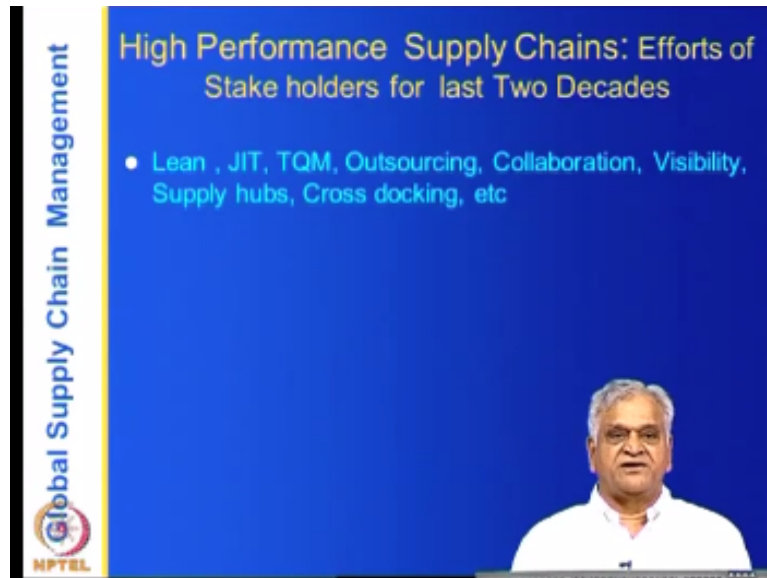 High Performance Supply Chains: Efforts of
Stake holders for last Two Decades
Lean , JIT, TQM, Outsourcing, Collaboration, Visibility,
Supply hubs, Cross docking, etc
Global Supply Chain Management
NPTEL